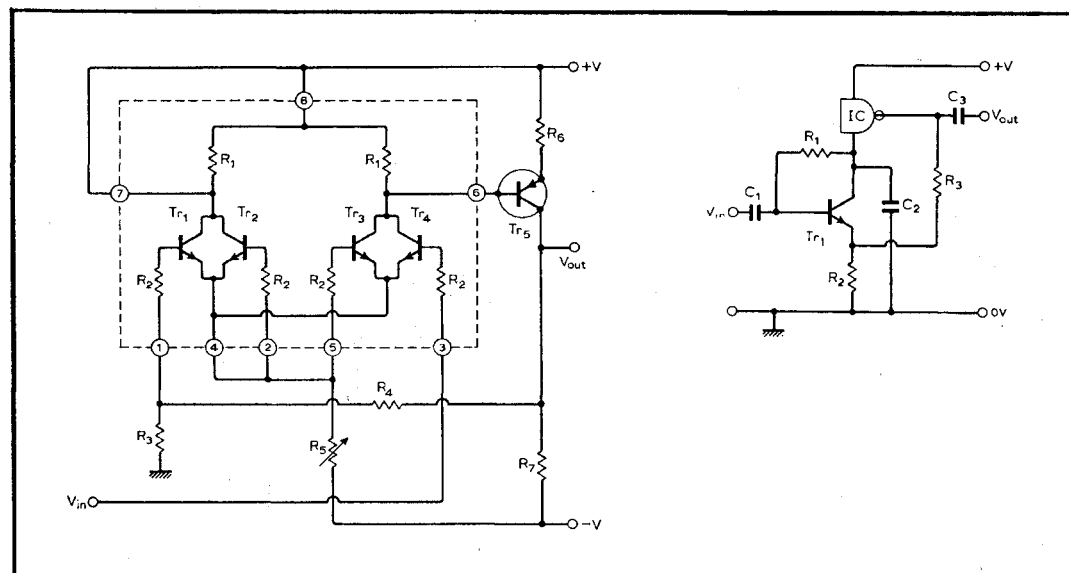 +V
8
R6
R1
R1
7
6
Tr1
Tr2
Tr3
Tr4
Tr5
Vout
R2
R2
R2
R2
1
4
2
5
3
R4
R3
R5
R7
Vin
-V
+V
IC
C3
Vout
R1
R3
C1
Vin
C2
Tr1
R2
0V